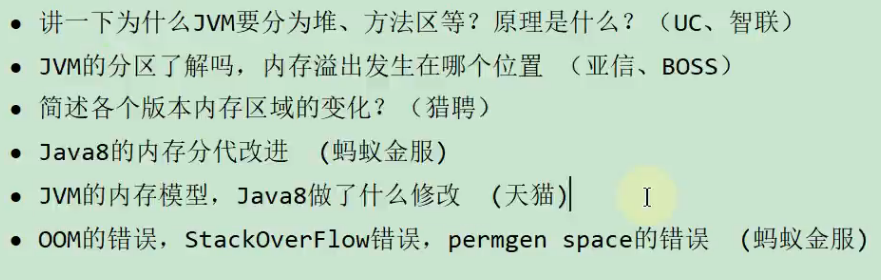 • 讲一下为什么JVM要分为堆、方法区等？原理是什么？（UC、智联）
• JVM的分区了解吗，内存溢出发生在哪个位置 （亚信、BOSS）
• 简述各个版本内存区域的变化？（猎聘）
• Java8的内存分代改进 (蚂蚁金服)
• JVM的内存模型，Java8做了什么修改 (天猫)
• OOM的错误，StackOverFlow错误，permgen space的错误 (蚂蚁金服)